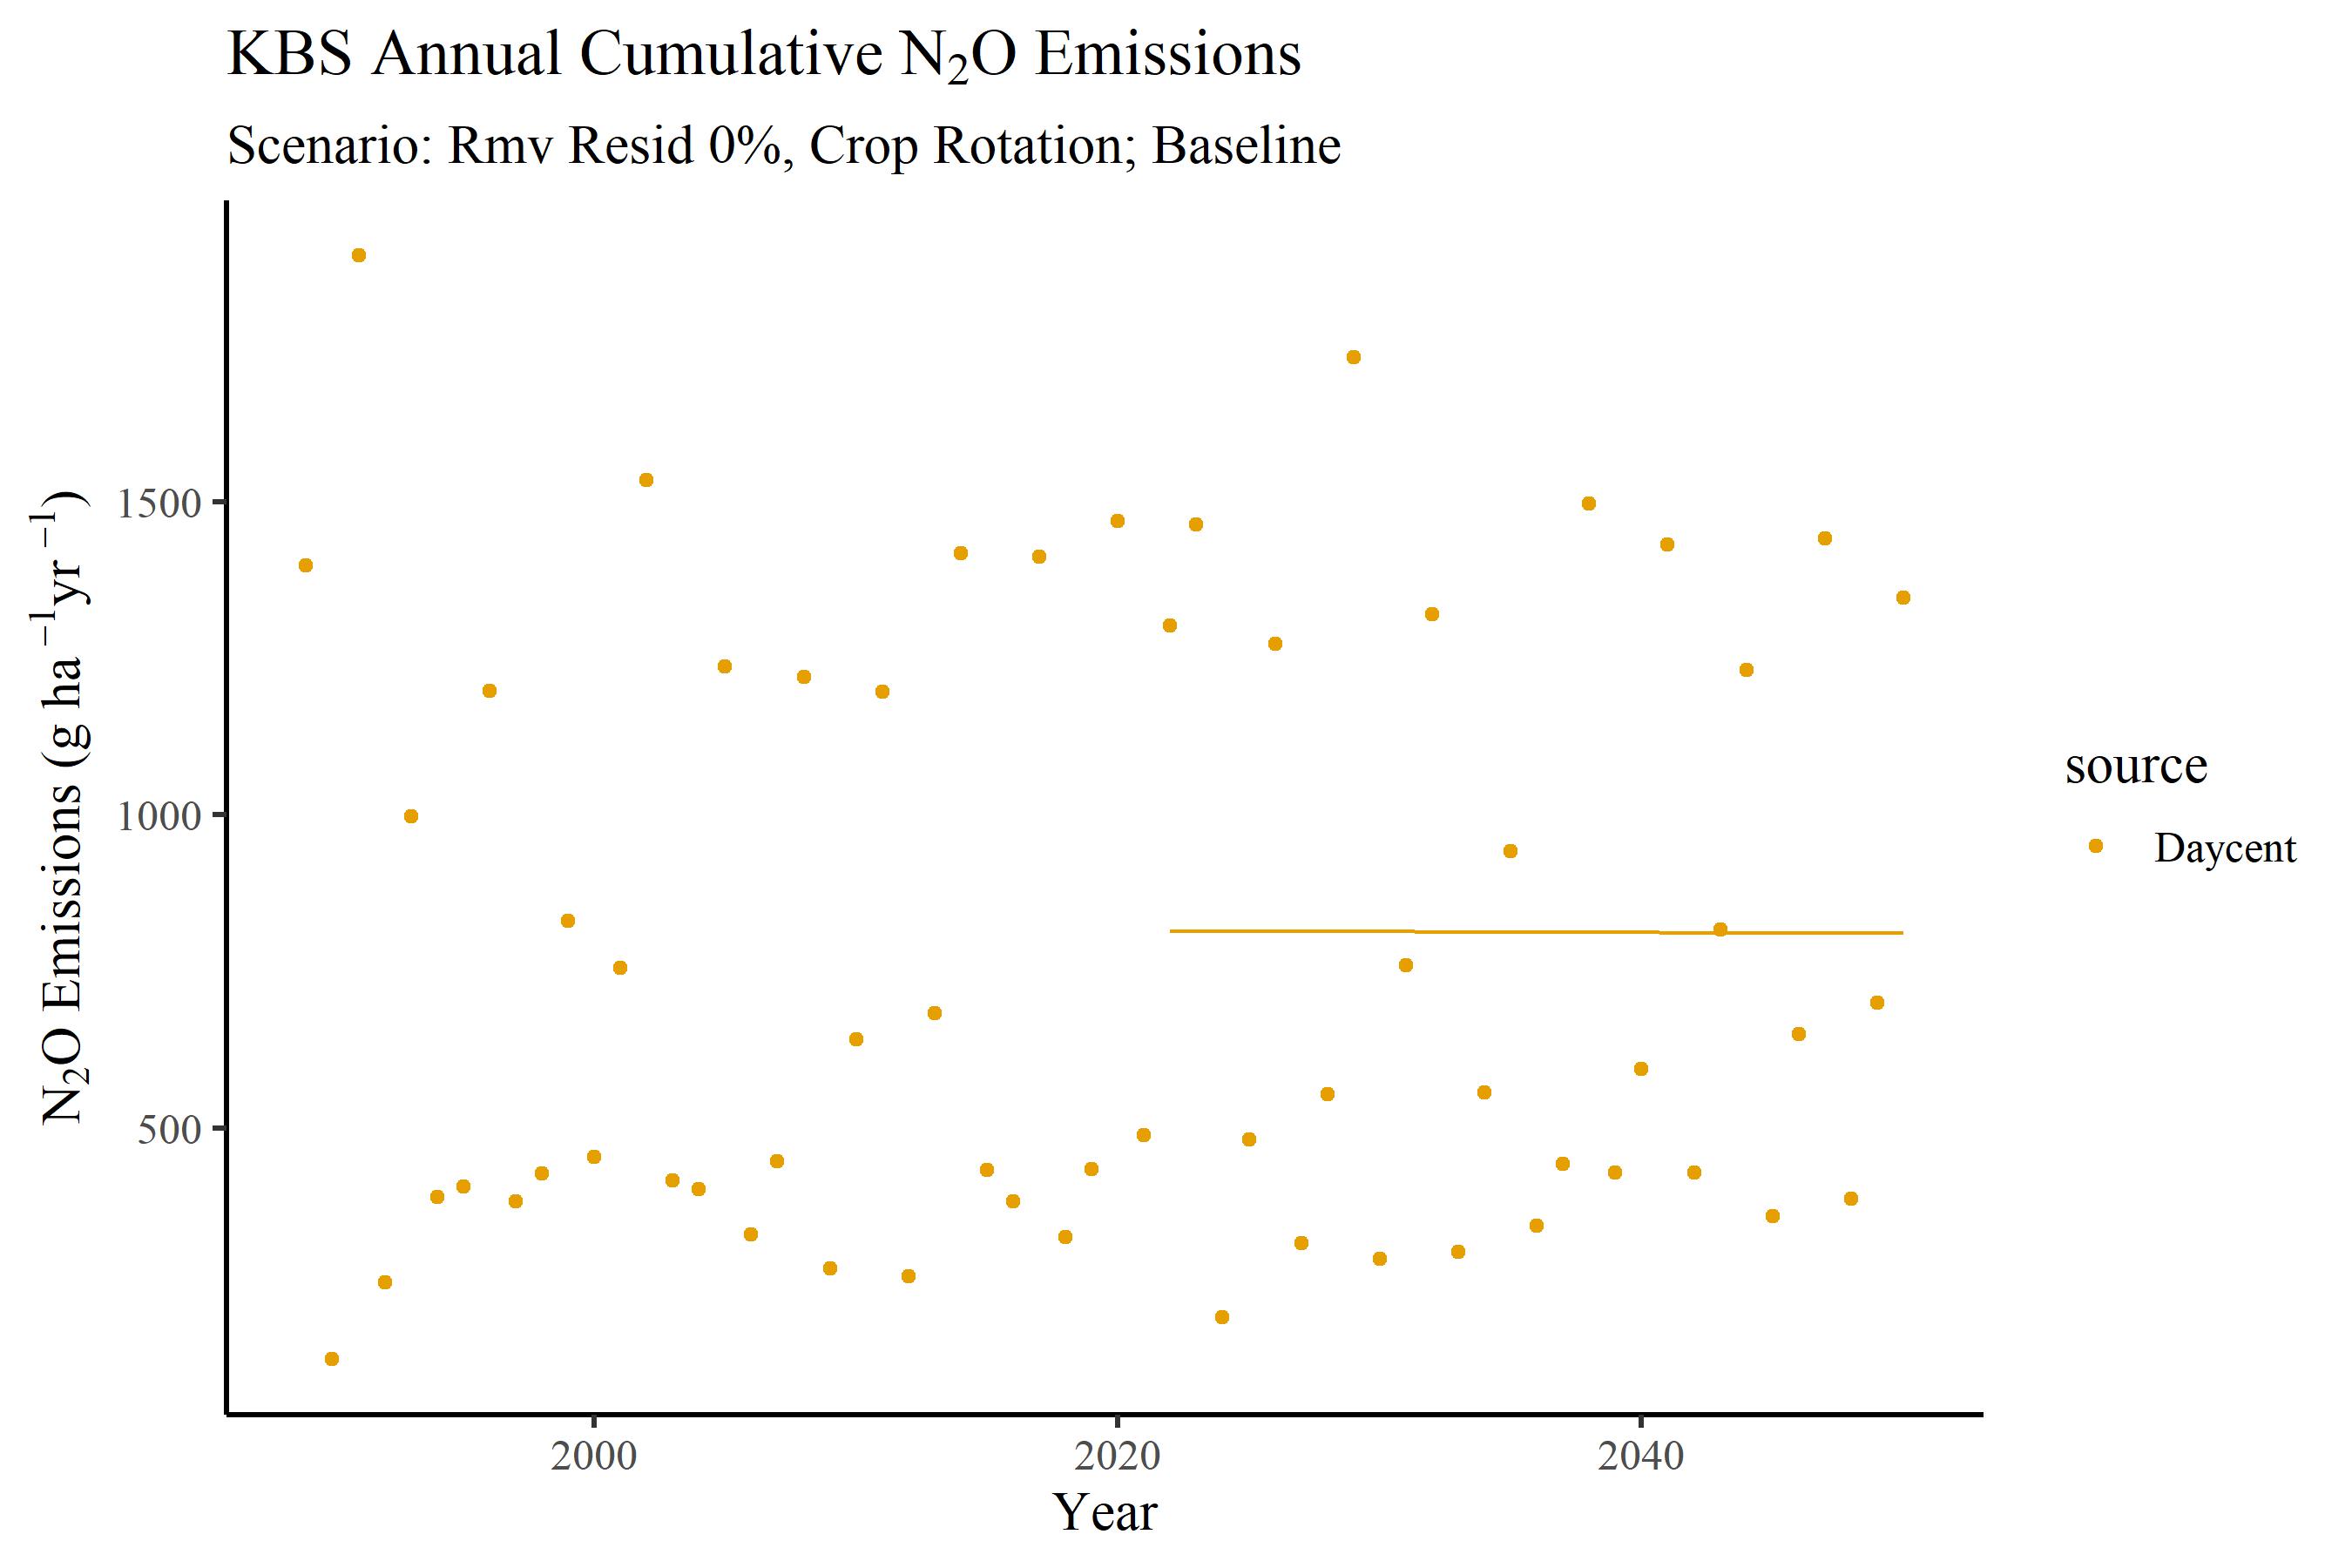 KBS Annual Cumulative N₂O Emissions
Scenario: Rmv Resid 0%, Crop Rotation; Baseline
N₂O Emissions (g ha ⁻¹yr ⁻¹)
1500
1000
500
2000 2020 2040
Year
source
Daycent